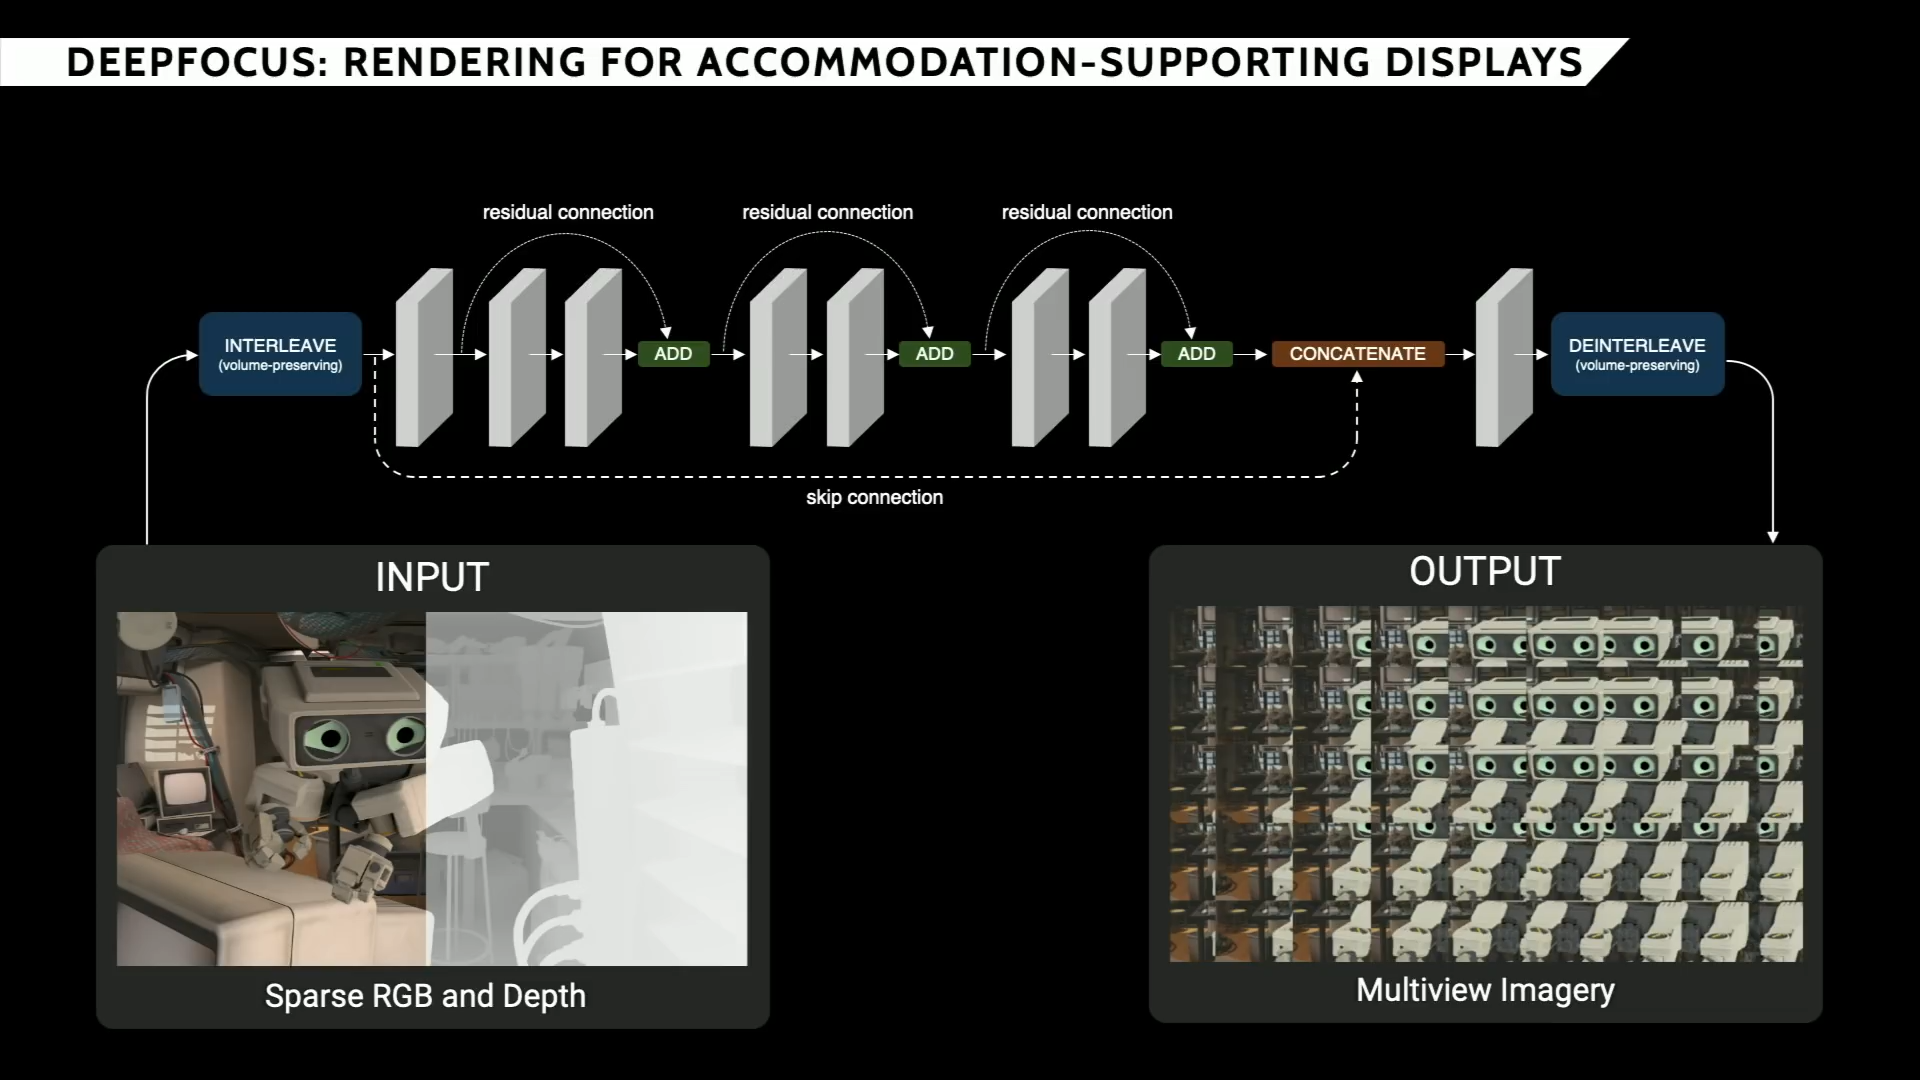 DEEPFOCUS: RENDERING FOR ACCOMMODATION-SUPPORTING DISPLAYS
residual connection
residual connection
residual connection
INTERLEAVE
(volume-preserving)
ADD
ADD
ADD
CONCATENATE
DEINTERLEAVE
(volume-preserving)
skip connection
INPUT
OUTPUT
Sparse RGB and Depth
Multiview Imagery